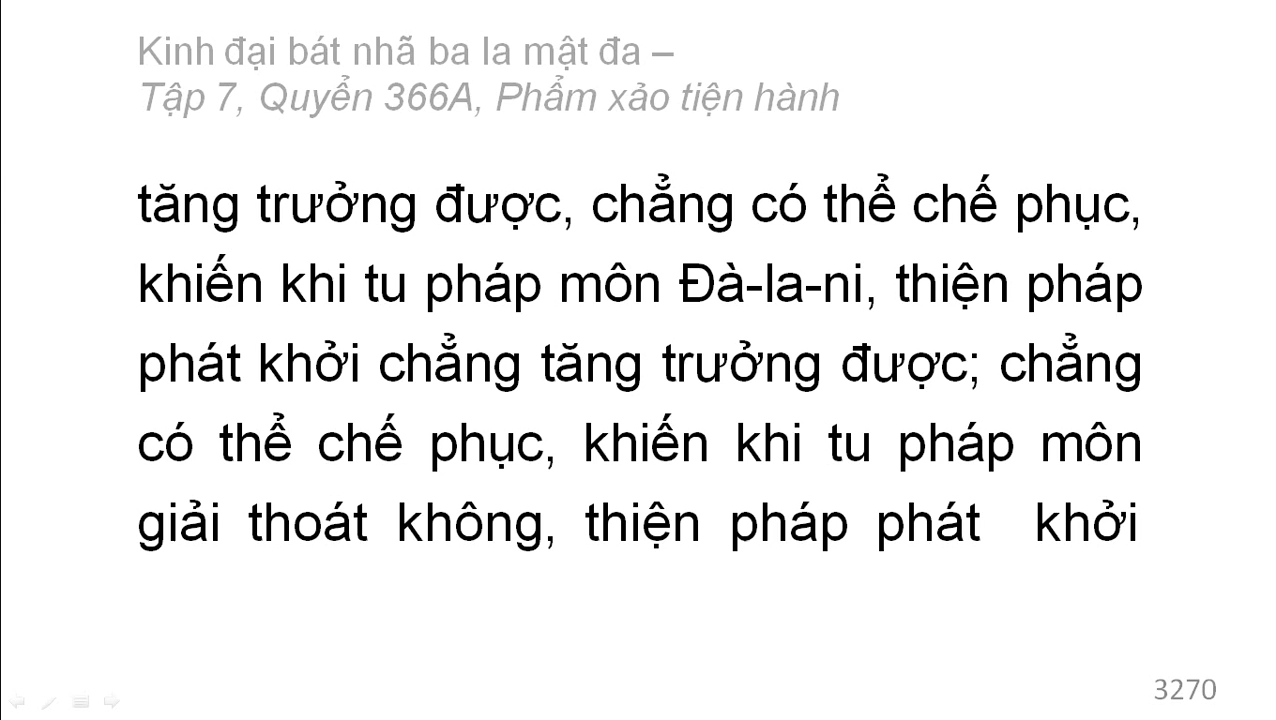 Kinh đại bát nhã ba la mật đa –
Tập 7, Quyển 366A, Phẩm xảo tiện hành
tăng trưởng được, chẳng có thể chế phục,
khiến khi tu pháp môn Đà-la-ni, thiện pháp
phát khởi chẳng tăng trưởng được; chẳng
có thể chế phục, khiến khi tu pháp môn
giải thoát không, thiện pháp phát khởi
3270